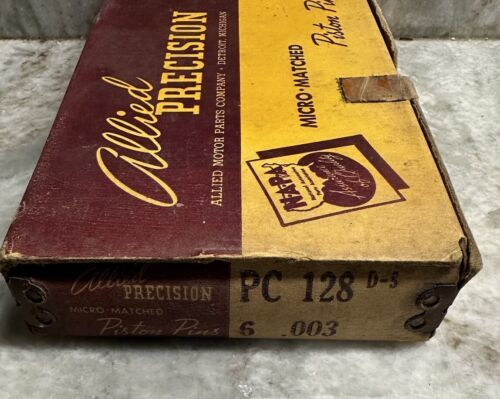 Allied
PRECISION
ALLIED MOTOR PARTS COMPANY · DETROIT, MICHIGAN
MICRO-MATCHED
Piston Pins
NAPA
Allied
PRECISION
MICRO-MATCHED
Piston Pins
PC 128 D-S
6 .003